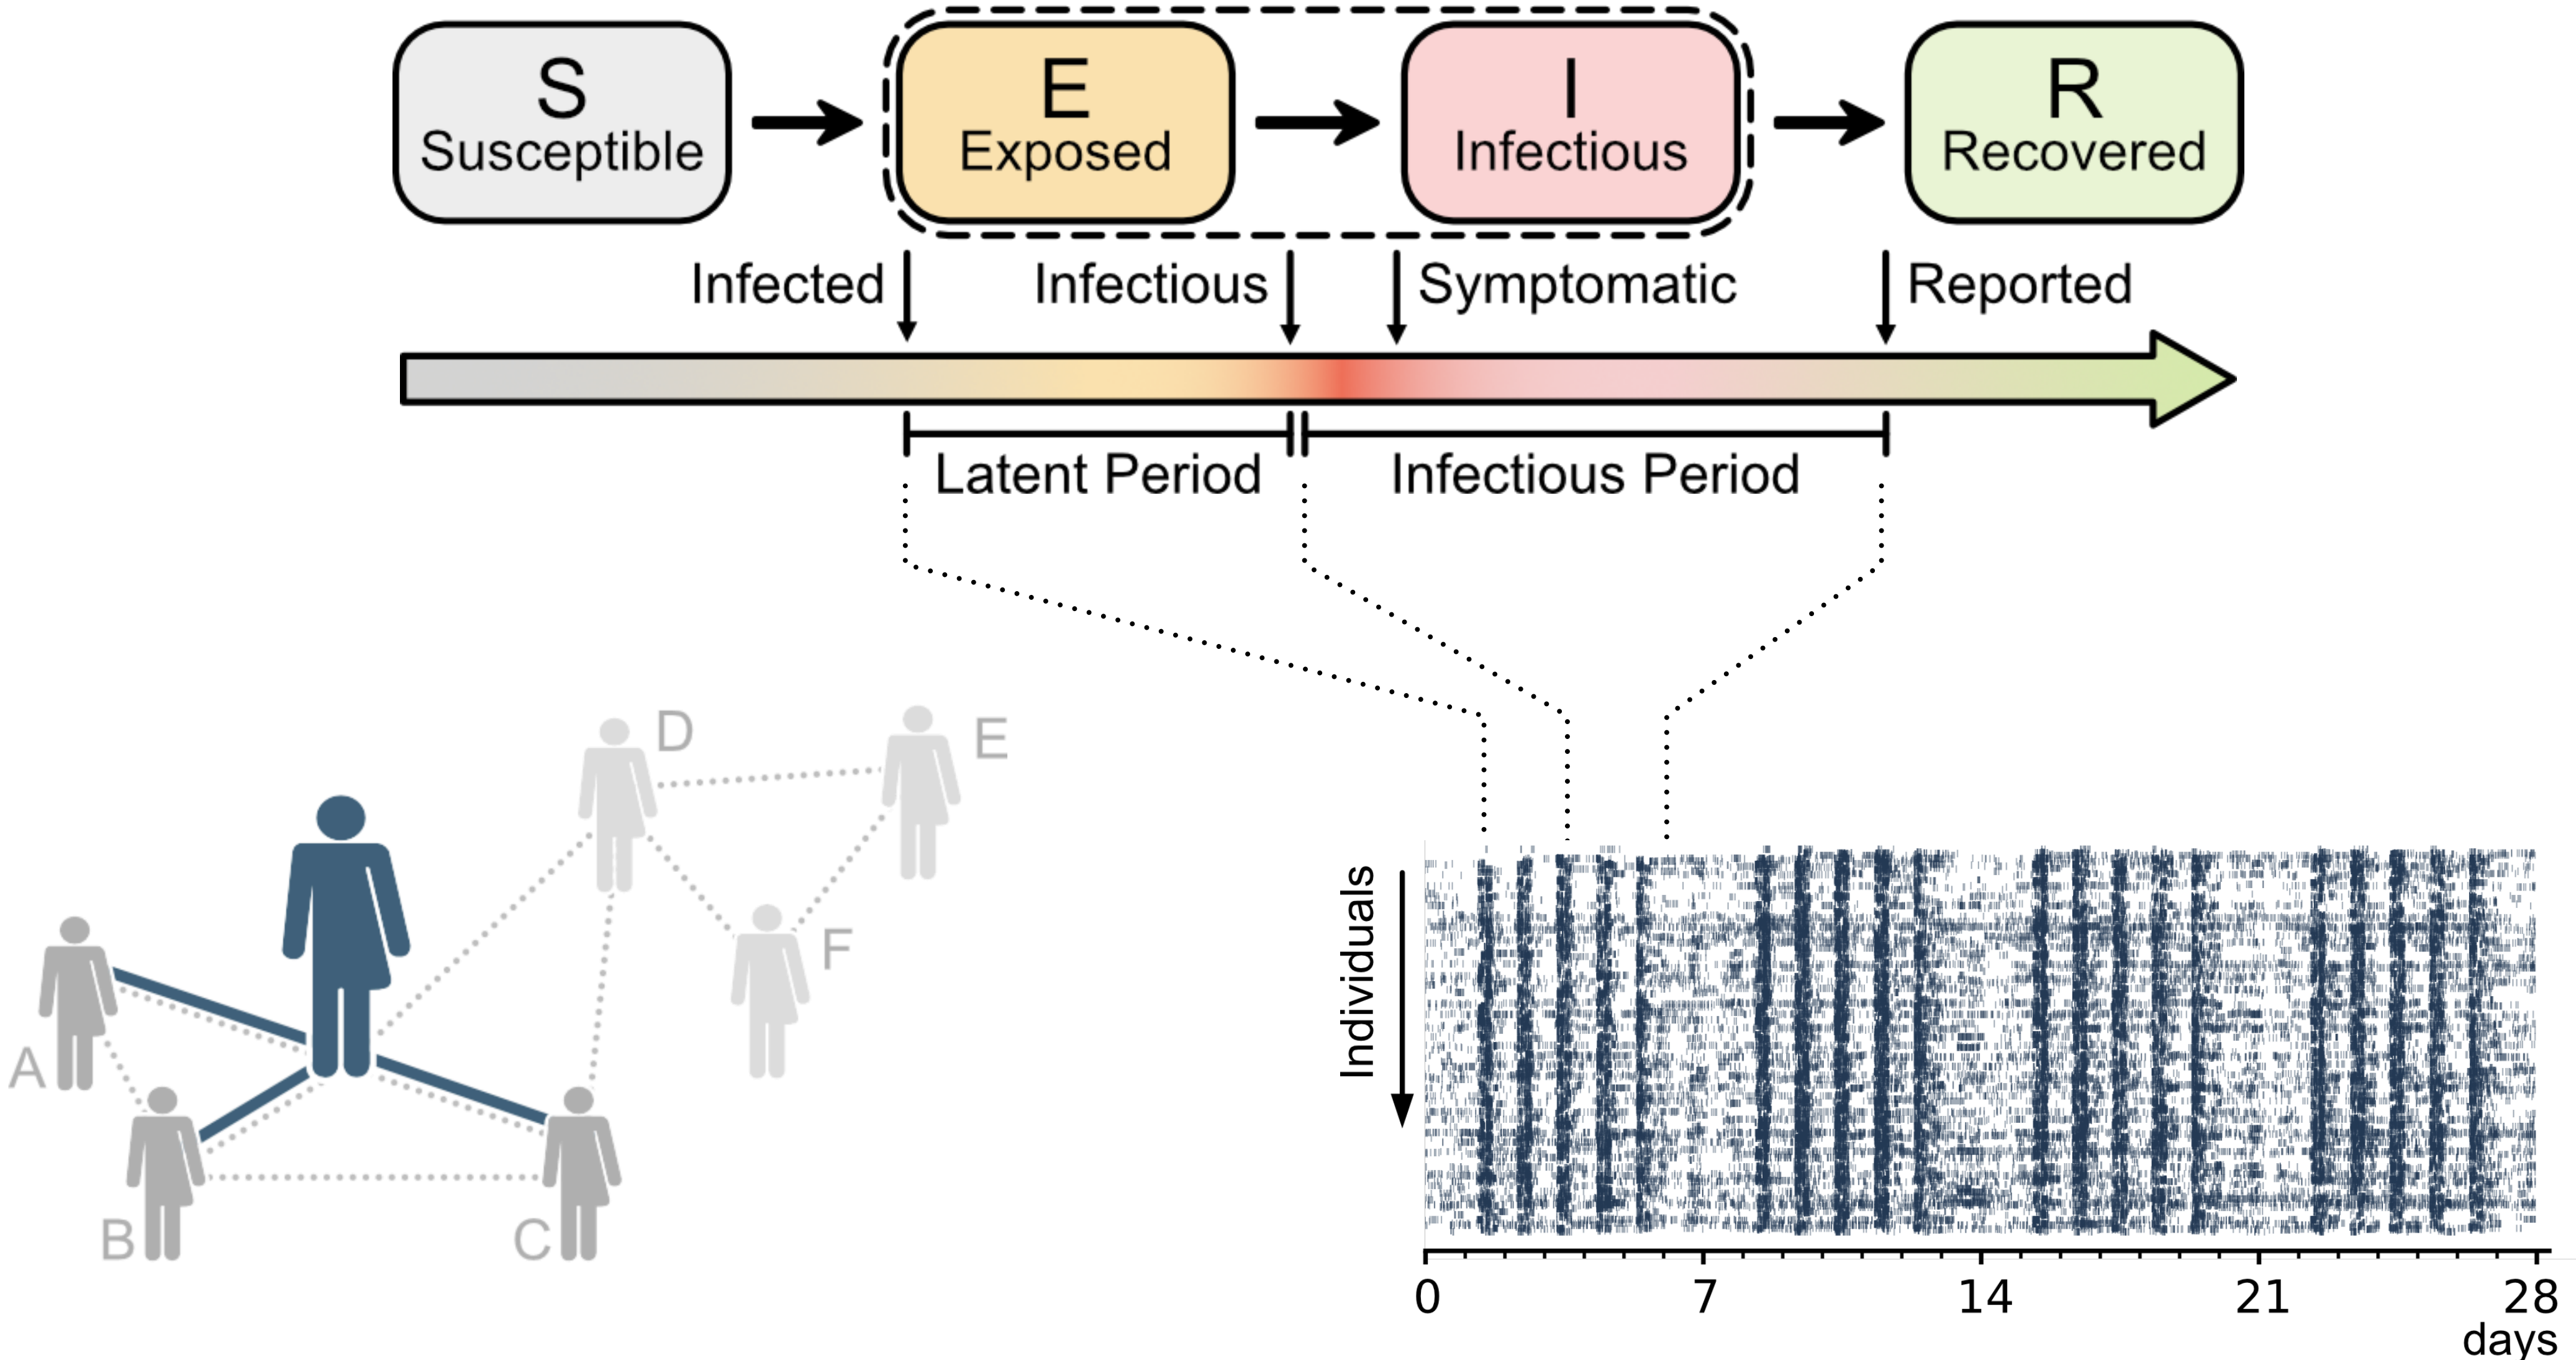 S
Susceptible
E
Exposed
I
Infectious
R
Recovered
Infected
Infectious
Symptomatic
Reported
Latent Period
Infectious Period
D
E
F
A
B
C
Individuals
0 7 14 21 28
days